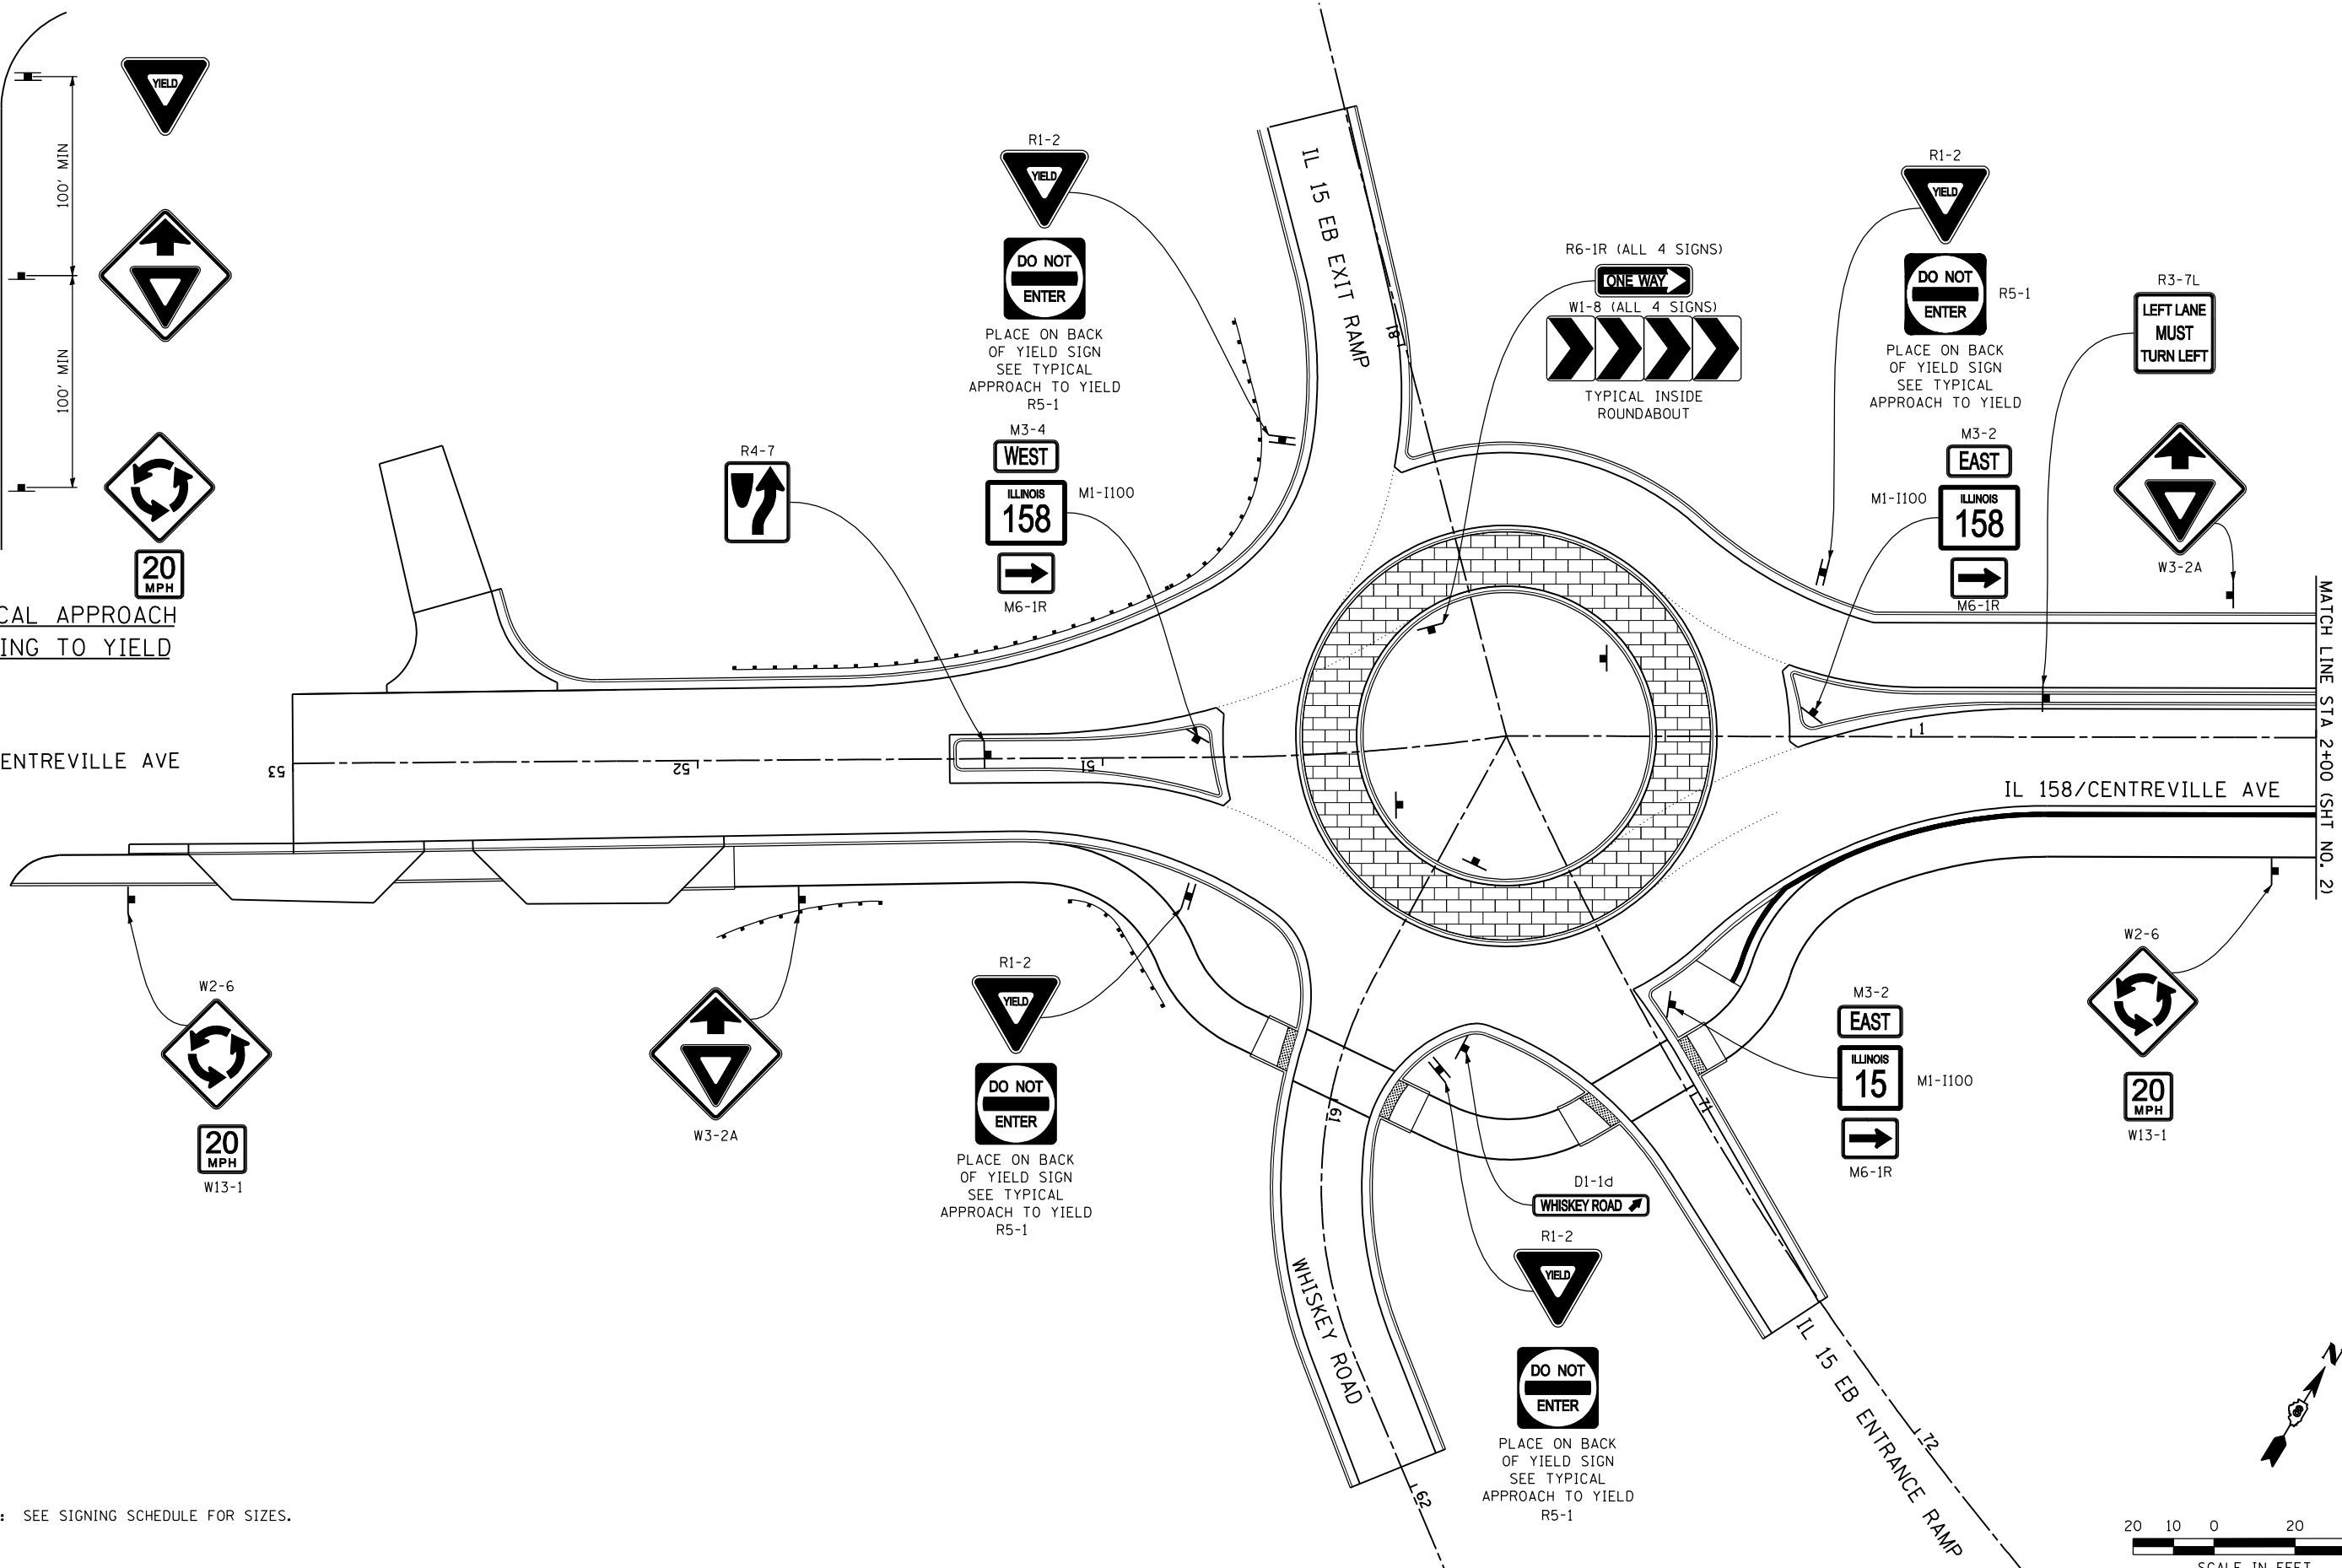 YIELD
100' MIN
100' MIN
20
MPH
CAL APPROACH
ING TO YIELD
ENTREVILLE AVE
R1-2
YIELD
DO NOT
ENTER
PLACE ON BACK
OF YIELD SIGN
SEE TYPICAL
APPROACH TO YIELD
R5-1
R4-7
M3-4
WEST
ILLINOIS
158
M1-I100
M6-1R
IL 15 EB EXIT RAMP
81
R6-1R (ALL 4 SIGNS)
ONE WAY
W1-8 (ALL 4 SIGNS)
TYPICAL INSIDE
ROUNDABOUT
R1-2
YIELD
DO NOT
ENTER
R5-1
PLACE ON BACK
OF YIELD SIGN
SEE TYPICAL
APPROACH TO YIELD
R3-7L
LEFT LANE
MUST
TURN LEFT
M3-2
EAST
M1-I100
ILLINOIS
158
M6-1R
W3-2A
MATCH LINE STA 2+00 (SHT NO. 2)
53
52
51
1
IL 158/CENTREVILLE AVE
W2-6
20
MPH
W13-1
W3-2A
R1-2
YIELD
DO NOT
ENTER
PLACE ON BACK
OF YIELD SIGN
SEE TYPICAL
APPROACH TO YIELD
R5-1
61
71
D1-1d
WHISKEY ROAD
R1-2
YIELD
DO NOT
ENTER
PLACE ON BACK
OF YIELD SIGN
SEE TYPICAL
APPROACH TO YIELD
R5-1
M3-2
EAST
ILLINOIS
15
M1-I100
M6-1R
W2-6
20
MPH
W13-1
WHISKEY ROAD
62
IL 15 EB ENTRANCE RAMP
72
N
: SEE SIGNING SCHEDULE FOR SIZES.
20 10 0 20
SCALE IN FEET